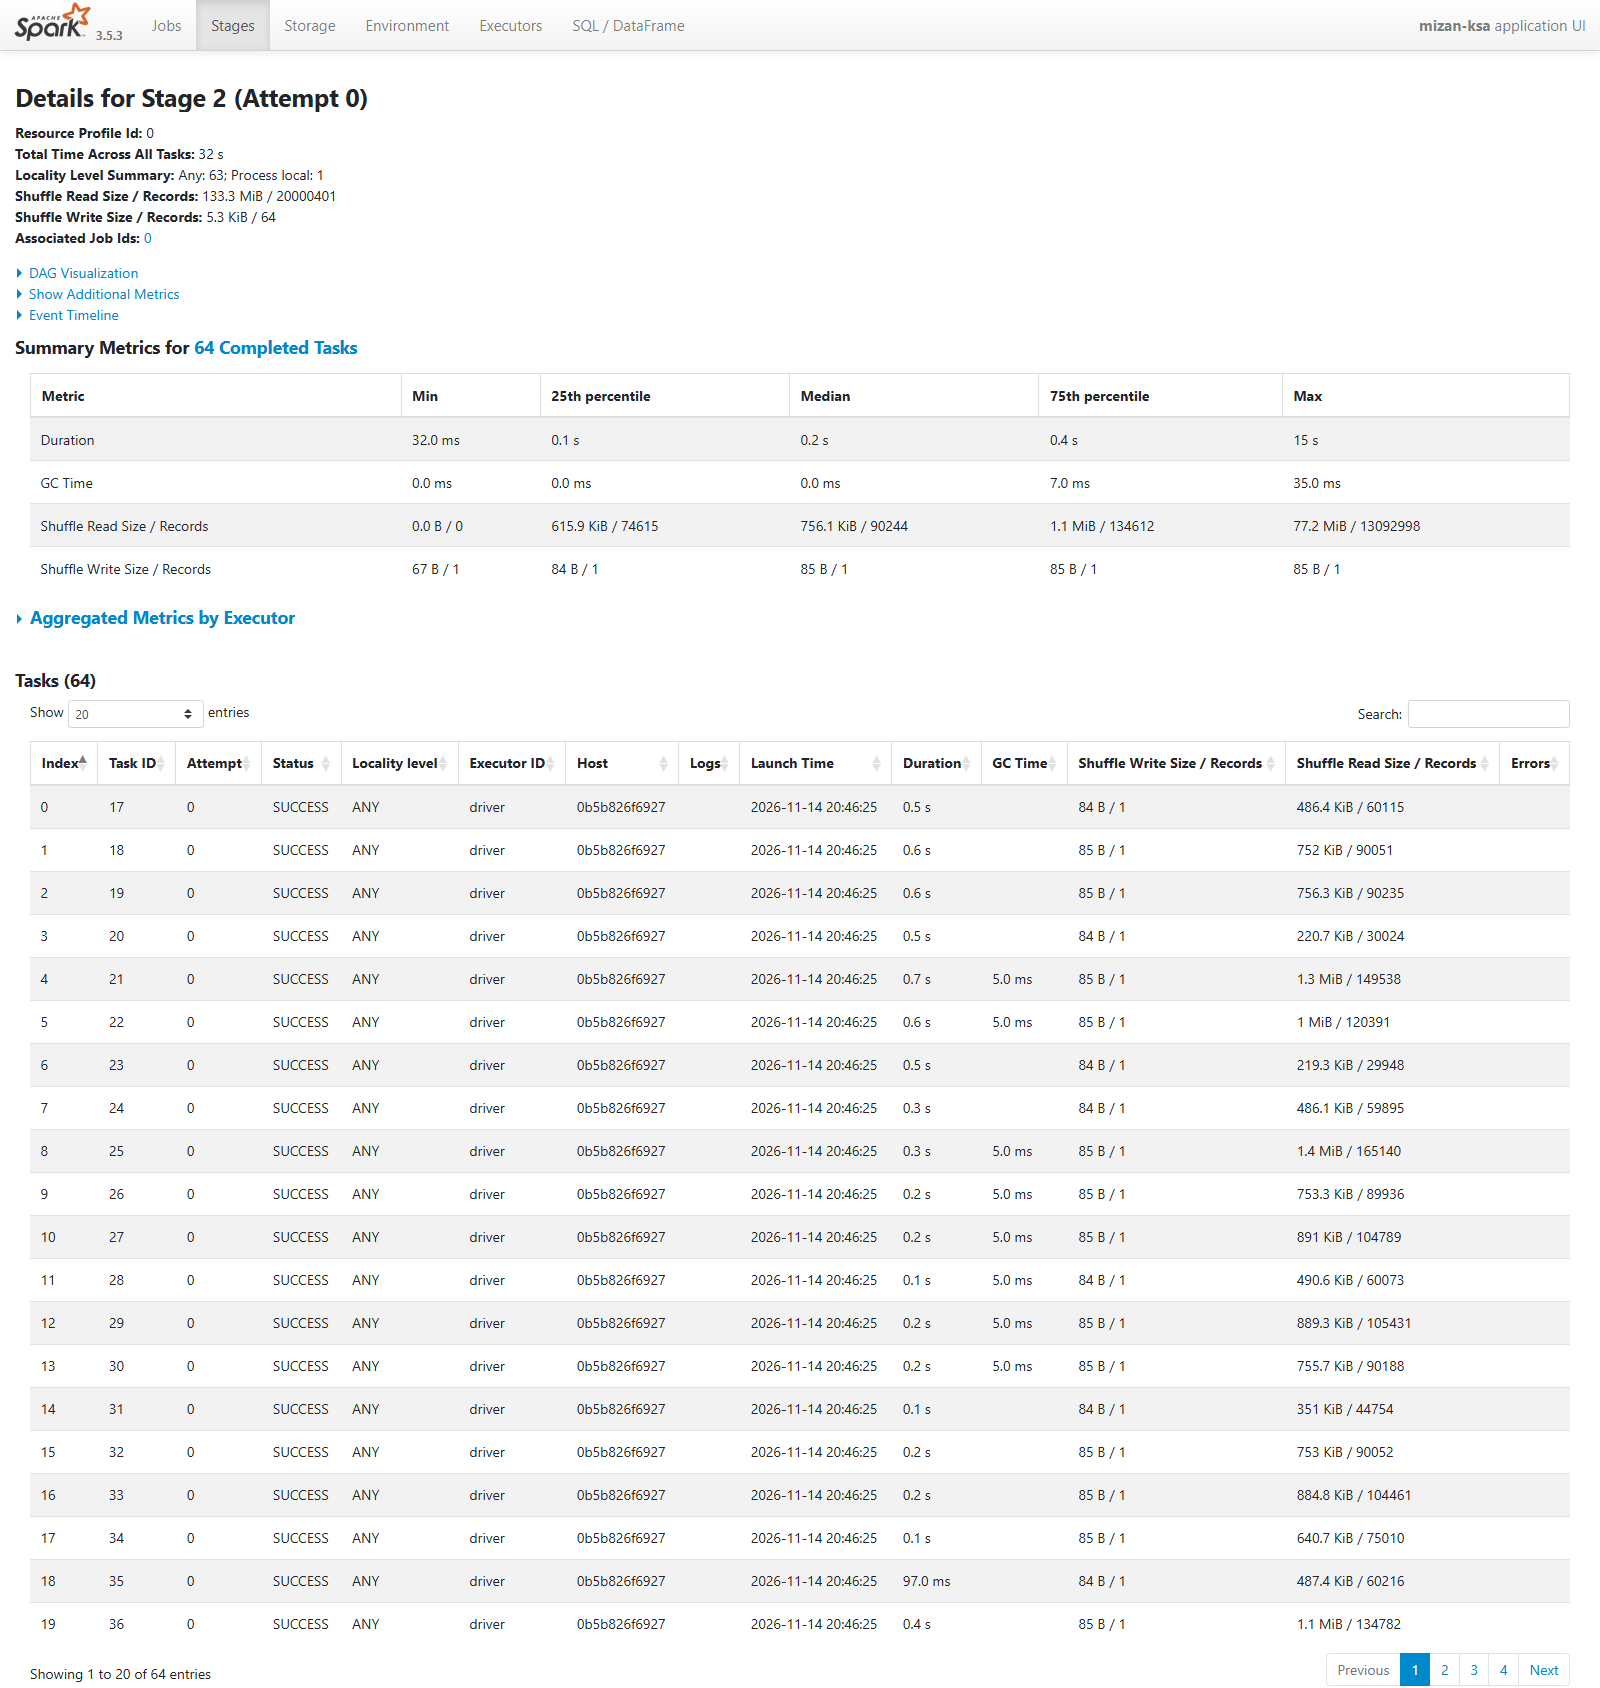 APACHE Spark 3.5.3 Jobs Stages Storage Environment Executors SQL / DataFrame mizan-ksa application UI
Details for Stage 2 (Attempt 0)
Resource Profile Id: 0
Total Time Across All Tasks: 32 s
Locality Level Summary: Any: 63; Process local: 1
Shuffle Read Size / Records: 133.3 MiB / 20000401
Shuffle Write Size / Records: 5.3 KiB / 64
Associated Job Ids: 0
DAG Visualization
Show Additional Metrics
Event Timeline
Summary Metrics for 64 Completed Tasks
Metric Min 25th percentile Median 75th percentile Max
Duration 32.0 ms 0.1 s 0.2 s 0.4 s 15 s
GC Time 0.0 ms 0.0 ms 0.0 ms 7.0 ms 35.0 ms
Shuffle Read Size / Records 0.0 B / 0 615.9 KiB / 74615 756.1 KiB / 90244 1.1 MiB / 134612 77.2 MiB / 13092998
Shuffle Write Size / Records 67 B / 1 84 B / 1 85 B / 1 85 B / 1 85 B / 1
Aggregated Metrics by Executor
Tasks (64)
Show 20 entries Search:
Index Task ID Attempt Status Locality level Executor ID Host Logs Launch Time Duration GC Time Shuffle Write Size / Records Shuffle Read Size / Records Errors
0 17 0 SUCCESS ANY driver 0b5b826f6927 2026-11-14 20:46:25 0.5 s 84 B / 1 486.4 KiB / 60115
1 18 0 SUCCESS ANY driver 0b5b826f6927 2026-11-14 20:46:25 0.6 s 85 B / 1 752 KiB / 90051
2 19 0 SUCCESS ANY driver 0b5b826f6927 2026-11-14 20:46:25 0.6 s 85 B / 1 756.3 KiB / 90235
3 20 0 SUCCESS ANY driver 0b5b826f6927 2026-11-14 20:46:25 0.5 s 84 B / 1 220.7 KiB / 30024
4 21 0 SUCCESS ANY driver 0b5b826f6927 2026-11-14 20:46:25 0.7 s 5.0 ms 85 B / 1 1.3 MiB / 149538
5 22 0 SUCCESS ANY driver 0b5b826f6927 2026-11-14 20:46:25 0.6 s 5.0 ms 85 B / 1 1 MiB / 120391
6 23 0 SUCCESS ANY driver 0b5b826f6927 2026-11-14 20:46:25 0.5 s 84 B / 1 219.3 KiB / 29948
7 24 0 SUCCESS ANY driver 0b5b826f6927 2026-11-14 20:46:25 0.3 s 84 B / 1 486.1 KiB / 59895
8 25 0 SUCCESS ANY driver 0b5b826f6927 2026-11-14 20:46:25 0.3 s 5.0 ms 85 B / 1 1.4 MiB / 165140
9 26 0 SUCCESS ANY driver 0b5b826f6927 2026-11-14 20:46:25 0.2 s 5.0 ms 85 B / 1 753.3 KiB / 89936
10 27 0 SUCCESS ANY driver 0b5b826f6927 2026-11-14 20:46:25 0.2 s 5.0 ms 85 B / 1 891 KiB / 104789
11 28 0 SUCCESS ANY driver 0b5b826f6927 2026-11-14 20:46:25 0.1 s 5.0 ms 84 B / 1 490.6 KiB / 60073
12 29 0 SUCCESS ANY driver 0b5b826f6927 2026-11-14 20:46:25 0.2 s 5.0 ms 85 B / 1 889.3 KiB / 105431
13 30 0 SUCCESS ANY driver 0b5b826f6927 2026-11-14 20:46:25 0.2 s 5.0 ms 85 B / 1 755.7 KiB / 90188
14 31 0 SUCCESS ANY driver 0b5b826f6927 2026-11-14 20:46:25 0.1 s 84 B / 1 351 KiB / 44754
15 32 0 SUCCESS ANY driver 0b5b826f6927 2026-11-14 20:46:25 0.2 s 85 B / 1 753 KiB / 90052
16 33 0 SUCCESS ANY driver 0b5b826f6927 2026-11-14 20:46:25 0.2 s 85 B / 1 884.8 KiB / 104461
17 34 0 SUCCESS ANY driver 0b5b826f6927 2026-11-14 20:46:25 0.1 s 85 B / 1 640.7 KiB / 75010
18 35 0 SUCCESS ANY driver 0b5b826f6927 2026-11-14 20:46:25 97.0 ms 84 B / 1 487.4 KiB / 60216
19 36 0 SUCCESS ANY driver 0b5b826f6927 2026-11-14 20:46:25 0.4 s 85 B / 1 1.1 MiB / 134782
Showing 1 to 20 of 64 entries Previous 1 2 3 4 Next